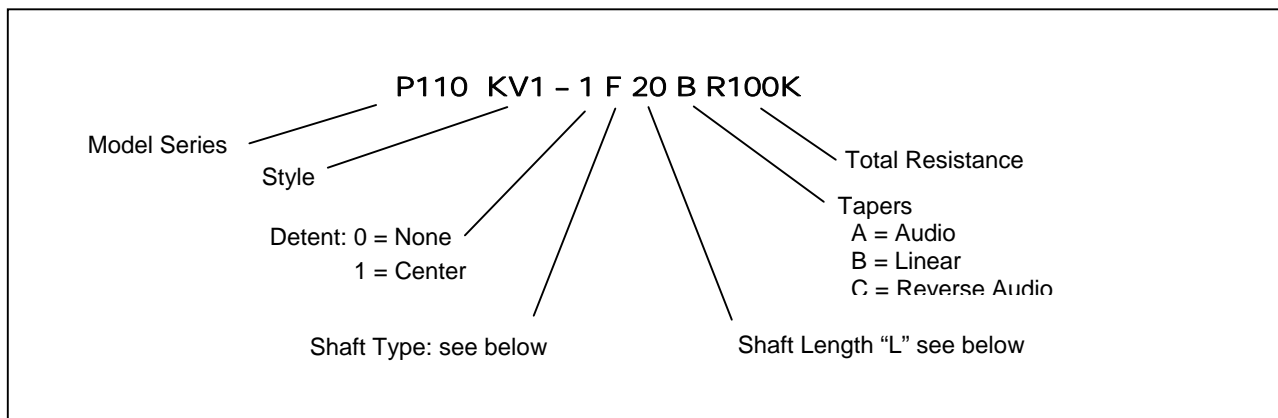 P110 KV1 – 1 F 20 B R100K
Model Series
Total Resistance
Style
Tapers
A = Audio
B = Linear
C = Reverse Audio
Detent: 0 = None
1 = Center
Shaft Type: see below
Shaft Length “L” see below